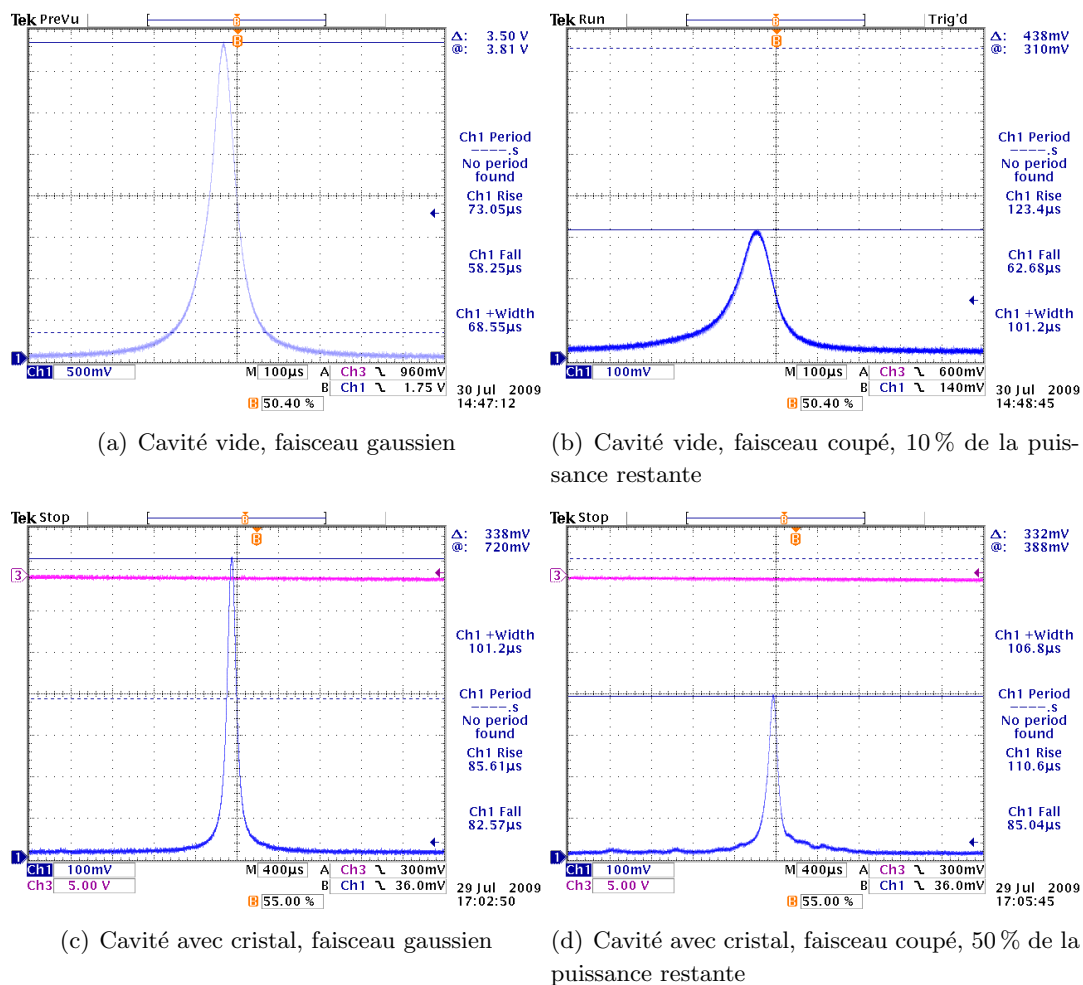 Tek PreVu
B
Δ: 3.50 V
@: 3.81 V
Ch1 Period
----.s
No period
found
Ch1 Rise
73.05µs
Ch1 Fall
58.25µs
Ch1 +Width
68.55µs
1
Ch1 500mV M 100µs A Ch3 960mV
B Ch1 1.75 V
B 50.40 %
30 Jul 2009
14:47:12
(a) Cavité vide, faisceau gaussien
Tek Run Trig'd
B
Δ: 438mV
@: 310mV
Ch1 Period
----.s
No period
found
Ch1 Rise
123.4µs
Ch1 Fall
62.68µs
Ch1 +Width
101.2µs
1
Ch1 100mV M 100µs A Ch3 600mV
B Ch1 140mV
B 50.40 %
30 Jul 2009
14:48:45
(b) Cavité vide, faisceau coupé, 10 % de la puis-
sance restante
Tek Stop
B
Δ: 338mV
@: 720mV
3
Ch1 +Width
101.2µs
Ch1 Period
----.s
No period
found
Ch1 Rise
85.61µs
Ch1 Fall
82.57µs
1
Ch1 100mV M 400µs A Ch3 300mV
Ch3 5.00 V B Ch1 36.0mV
B 55.00 %
29 Jul 2009
17:02:50
(c) Cavité avec cristal, faisceau gaussien
Tek Stop
B
Δ: 332mV
@: 388mV
3
Ch1 +Width
106.8µs
Ch1 Period
----.s
No period
found
Ch1 Rise
110.6µs
Ch1 Fall
85.04µs
1
Ch1 100mV M 400µs A Ch3 300mV
Ch3 5.00 V B Ch1 36.0mV
B 55.00 %
29 Jul 2009
17:05:45
(d) Cavité avec cristal, faisceau coupé, 50 % de la
puissance restante